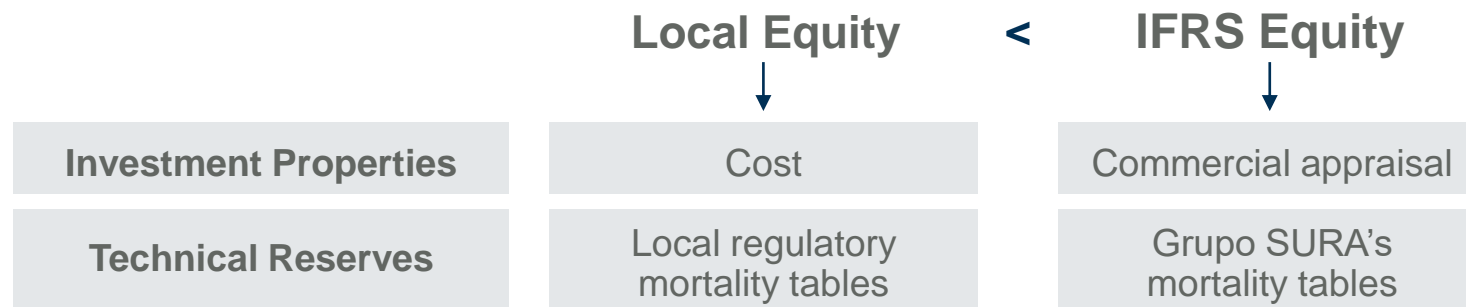 Local Equity < IFRS Equity
Investment Properties Cost Commercial appraisal
Technical Reserves
Local regulatory
mortality tables
Grupo SURA's
mortality tables